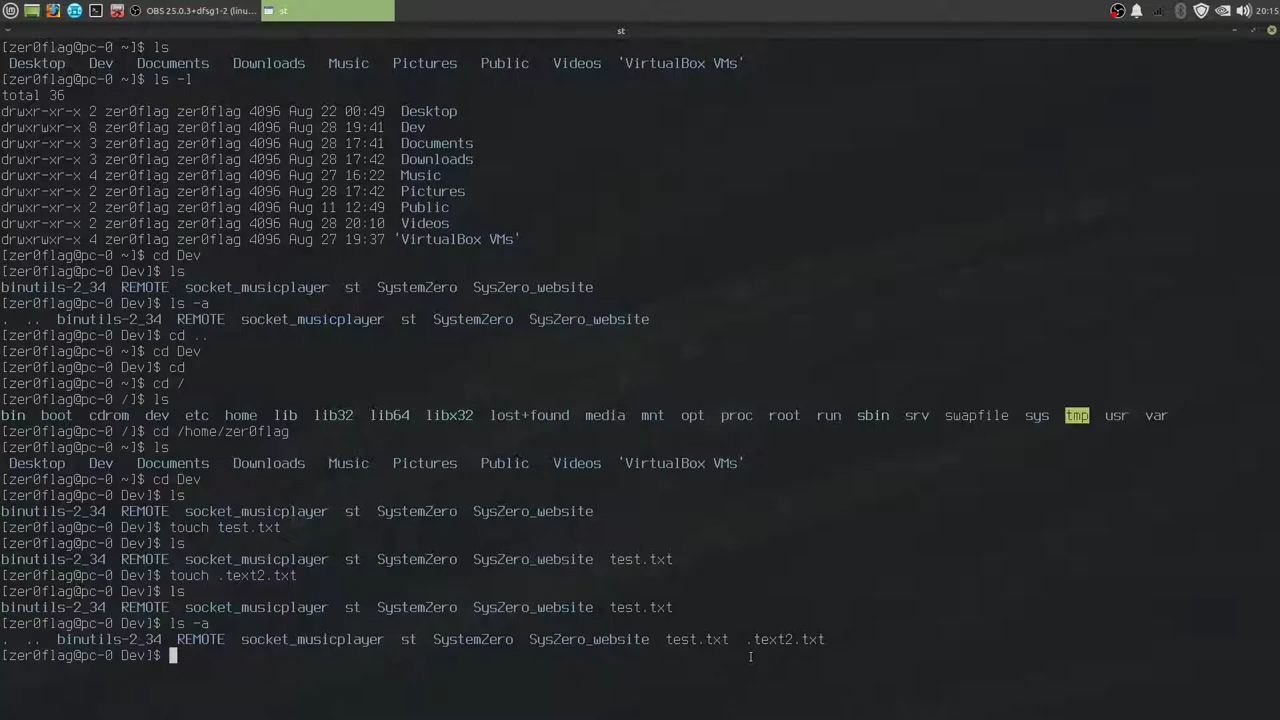 OBS 25.0.3+dfsg1-2 (linu... st 20:15
st
[zer0flag@pc-0 ~]$ ls
Desktop Dev Documents Downloads Music Pictures Public Videos 'VirtualBox VMs'
[zer0flag@pc-0 ~]$ ls -l
total 36
drwxr-xr-x 2 zer0flag zer0flag 4096 Aug 22 00:49 Desktop
drwxrwxr-x 8 zer0flag zer0flag 4096 Aug 28 19:41 Dev
drwxr-xr-x 3 zer0flag zer0flag 4096 Aug 28 17:41 Documents
drwxr-xr-x 3 zer0flag zer0flag 4096 Aug 28 17:42 Downloads
drwxr-xr-x 4 zer0flag zer0flag 4096 Aug 27 16:22 Music
drwxr-xr-x 2 zer0flag zer0flag 4096 Aug 28 17:42 Pictures
drwxr-xr-x 2 zer0flag zer0flag 4096 Aug 11 12:49 Public
drwxr-xr-x 2 zer0flag zer0flag 4096 Aug 28 20:10 Videos
drwxrwxr-x 4 zer0flag zer0flag 4096 Aug 27 19:37 'VirtualBox VMs'
[zer0flag@pc-0 ~]$ cd Dev
[zer0flag@pc-0 Dev]$ ls
binutils-2_34 REMOTE socket_musicplayer st SystemZero SysZero_website
[zer0flag@pc-0 Dev]$ ls -a
. .. binutils-2_34 REMOTE socket_musicplayer st SystemZero SysZero_website
[zer0flag@pc-0 Dev]$ cd ..
[zer0flag@pc-0 ~]$ cd Dev
[zer0flag@pc-0 Dev]$ cd
[zer0flag@pc-0 ~]$ cd /
[zer0flag@pc-0 /]$ ls
bin boot cdrom dev etc home lib lib32 lib64 libx32 lost+found media mnt opt proc root run sbin srv swapfile sys tmp usr var
[zer0flag@pc-0 /]$ cd /home/zer0flag
[zer0flag@pc-0 ~]$ ls
Desktop Dev Documents Downloads Music Pictures Public Videos 'VirtualBox VMs'
[zer0flag@pc-0 ~]$ cd Dev
[zer0flag@pc-0 Dev]$ ls
binutils-2_34 REMOTE socket_musicplayer st SystemZero SysZero_website
[zer0flag@pc-0 Dev]$ touch test.txt
[zer0flag@pc-0 Dev]$ ls
binutils-2_34 REMOTE socket_musicplayer st SystemZero SysZero_website test.txt
[zer0flag@pc-0 Dev]$ touch .text2.txt
[zer0flag@pc-0 Dev]$ ls
binutils-2_34 REMOTE socket_musicplayer st SystemZero SysZero_website test.txt
[zer0flag@pc-0 Dev]$ ls -a
. .. binutils-2_34 REMOTE socket_musicplayer st SystemZero SysZero_website test.txt .text2.txt
[zer0flag@pc-0 Dev]$